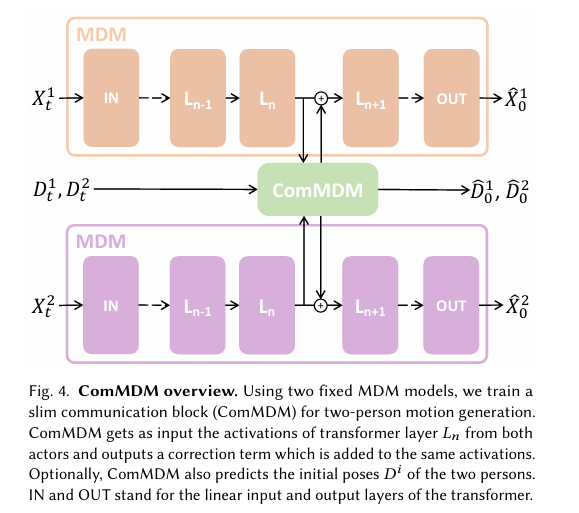 MDM
X_t^1 IN L_{n-1} L_n + L_{n+1} OUT X̂_0^1
D_t^1, D_t^2 ComMDM D̂_0^1, D̂_0^2
MDM
X_t^2 IN L_{n-1} L_n + L_{n+1} OUT X̂_0^2
Fig. 4. ComMDM overview. Using two fixed MDM models, we train a
slim communication block (ComMDM) for two-person motion generation.
ComMDM gets as input the activations of transformer layer L_n from both
actors and outputs a correction term which is added to the same activations.
Optionally, ComMDM also predicts the initial poses D^i of the two persons.
IN and OUT stand for the linear input and output layers of the transformer.